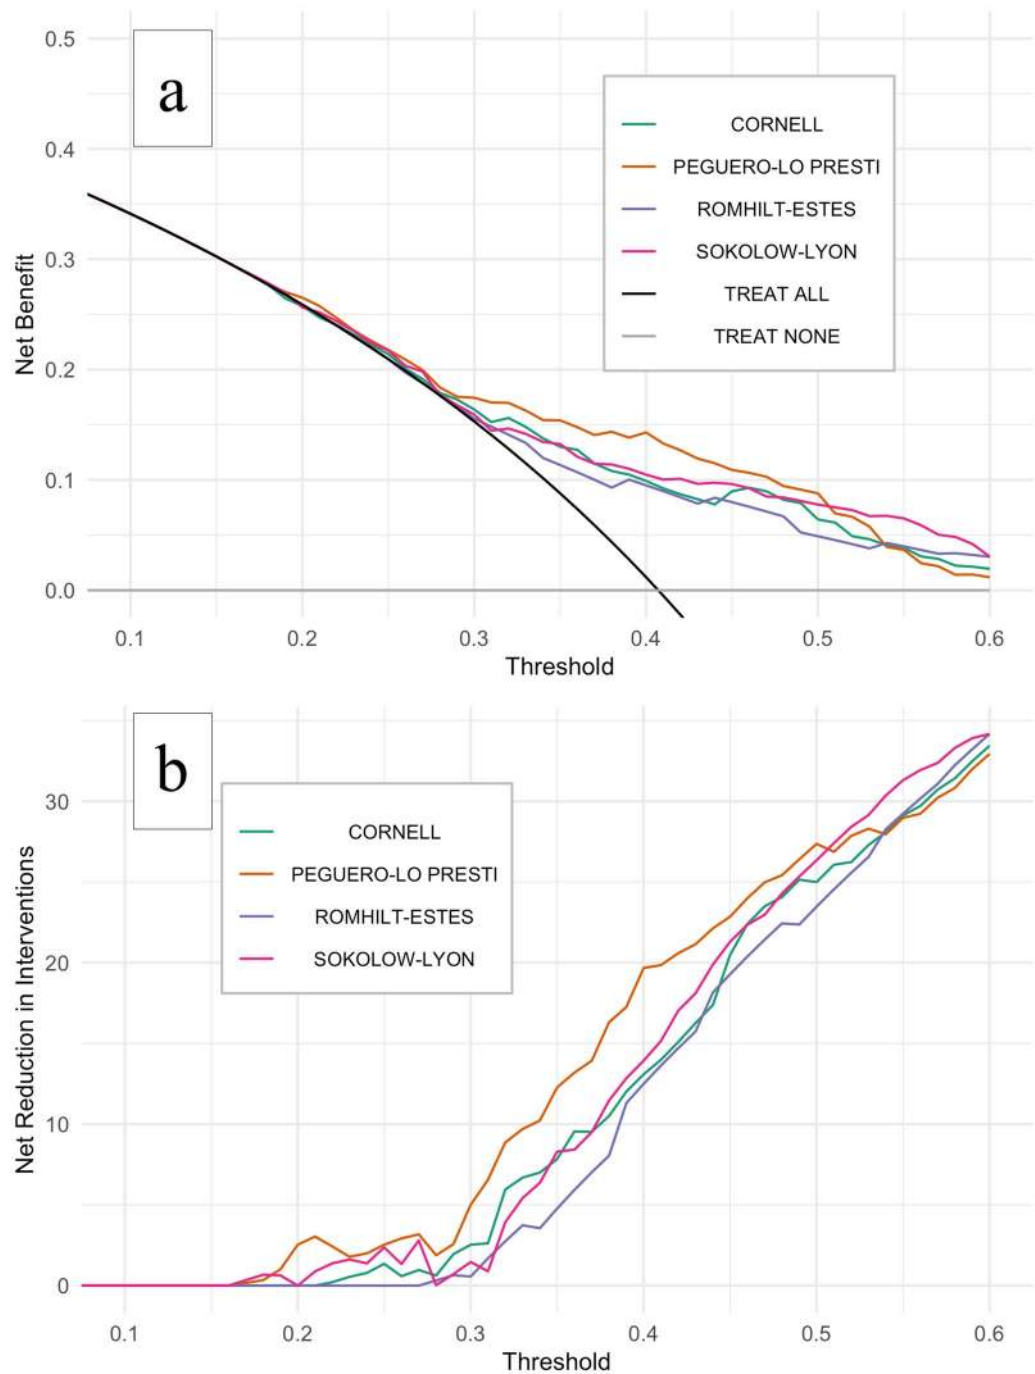 a
0.5
0.4
0.3
0.2
0.1
0.0
Net Benefit
CORNELL
PEGUERO-LO PRESTI
ROMHILT-ESTES
SOKOLOW-LYON
TREAT ALL
TREAT NONE
0.1 0.2 0.3 0.4 0.5 0.6
Threshold
b
30
20
10
0
Net Reduction in Interventions
CORNELL
PEGUERO-LO PRESTI
ROMHILT-ESTES
SOKOLOW-LYON
0.1 0.2 0.3 0.4 0.5 0.6
Threshold